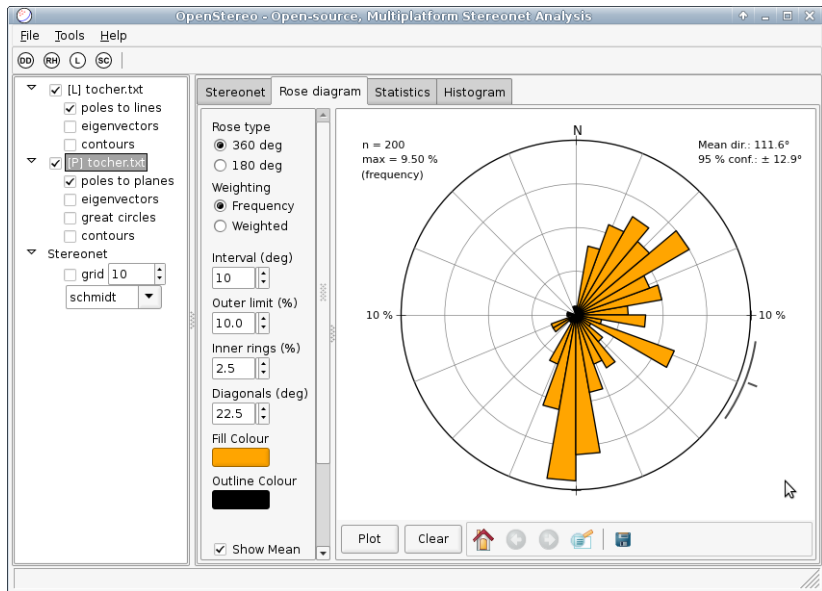 OpenStereo - Open-source, Multiplatform Stereonet Analysis
File Tools Help
DD RH L SC
[L] tocher.txt
poles to lines
eigenvectors
contours
[P] tocher.txt
poles to planes
eigenvectors
great circles
contours
Stereonet
grid 10
schmidt
Stereonet Rose diagram Statistics Histogram
Rose type
360 deg
180 deg
Weighting
Frequency
Weighted
Interval (deg)
10
Outer limit (%)
10.0
Inner rings (%)
2.5
Diagonals (deg)
22.5
Fill Colour
Outline Colour
Show Mean
N
n = 200
max = 9.50 %
(frequency)
Mean dir.: 111.6°
95 % conf.: ± 12.9°
10 % 10 %
Plot Clear